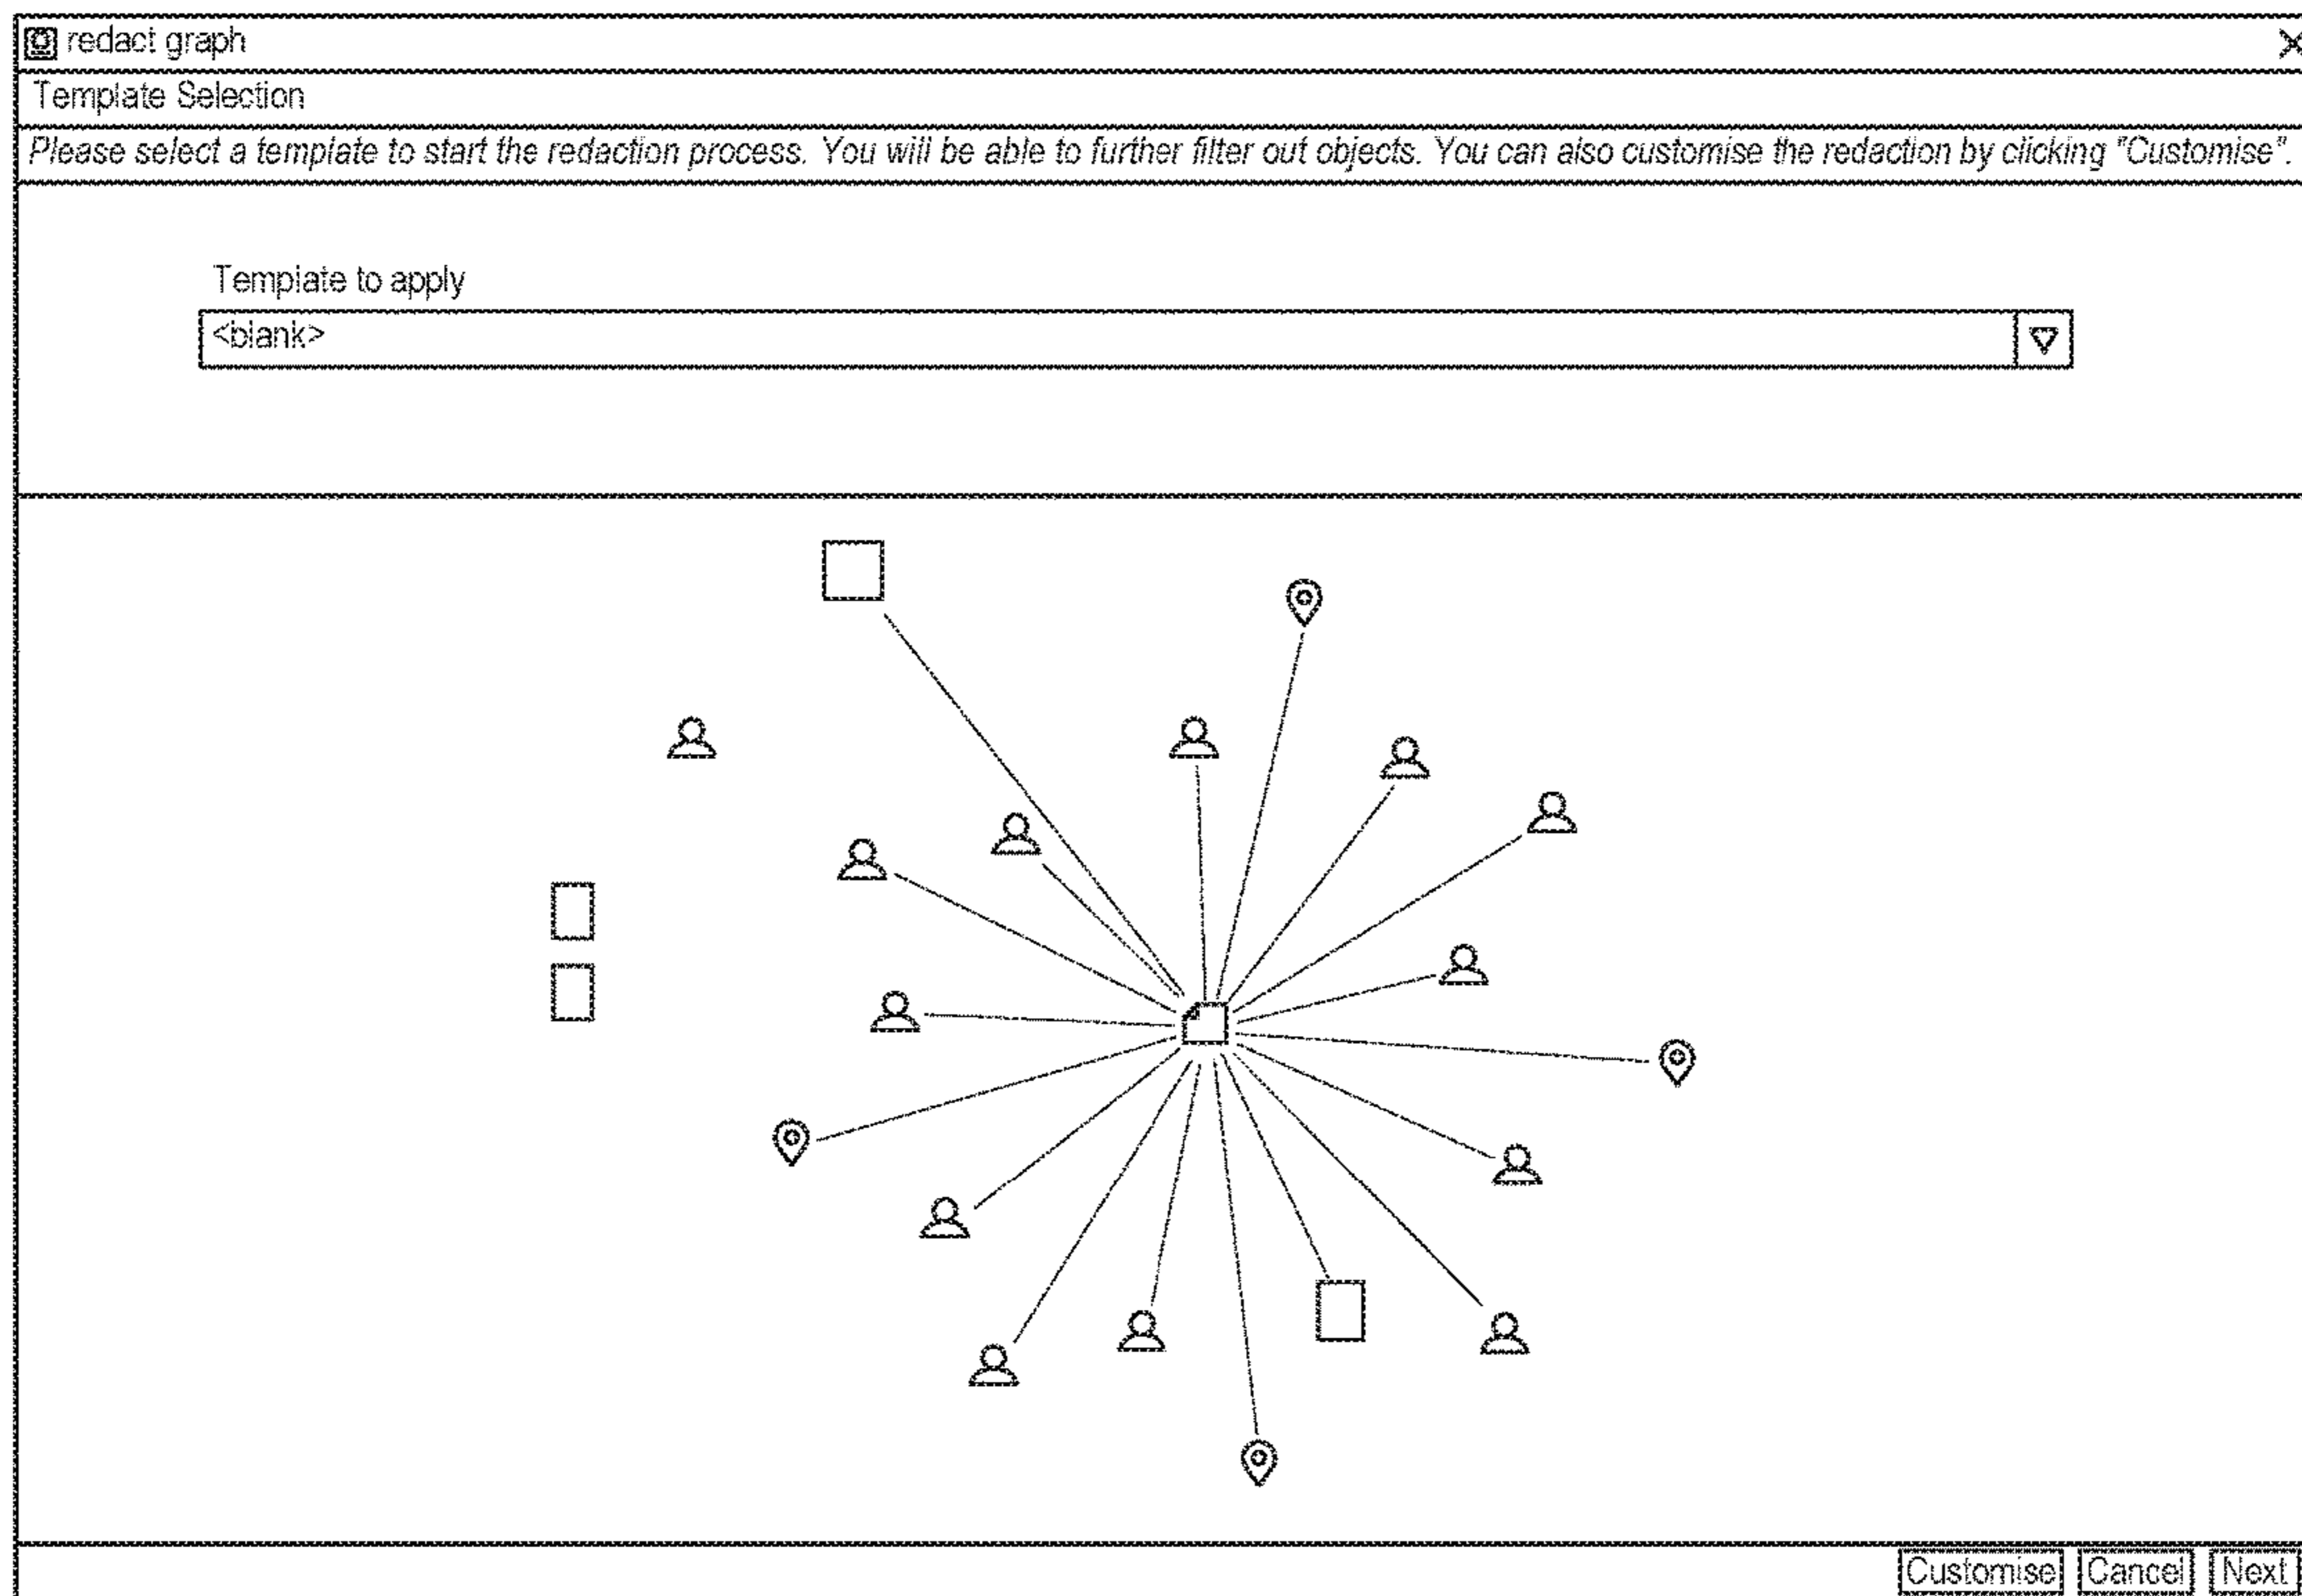 redact graph
Template Selection
Please select a template to start the redaction process. You will be able to further filter out objects. You can also customise the redaction by clicking "Customise".
Template to apply
<blank>
Customise Cancel Next